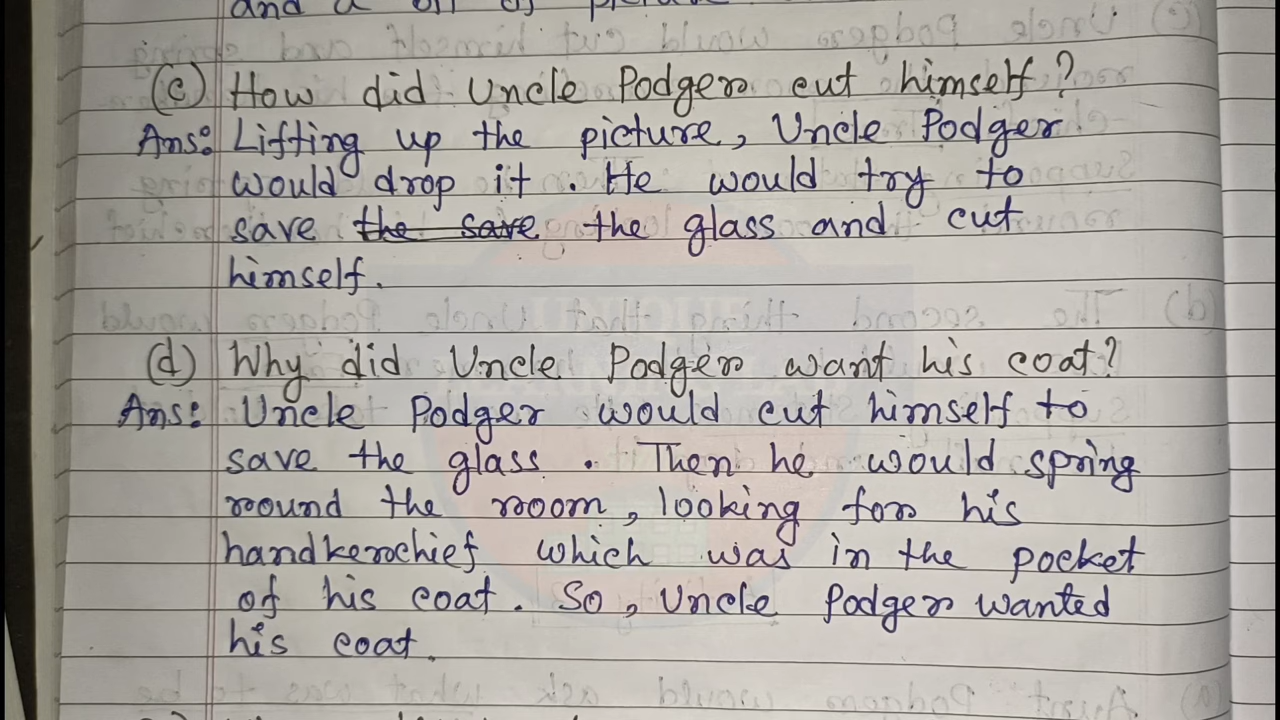 and a
(c) How did Uncle Podger cut himself?
Ans: Lifting up the picture, Uncle Podger
would drop it. He would try to
save the save the glass and cut
himself.
(d) Why did Uncle Podger want his coat?
Ans: Uncle Podger would cut himself to
save the glass. Then he would spring
round the room, looking for his
handkerchief which was in the pocket
of his coat. So, Uncle Podger wanted
his coat.